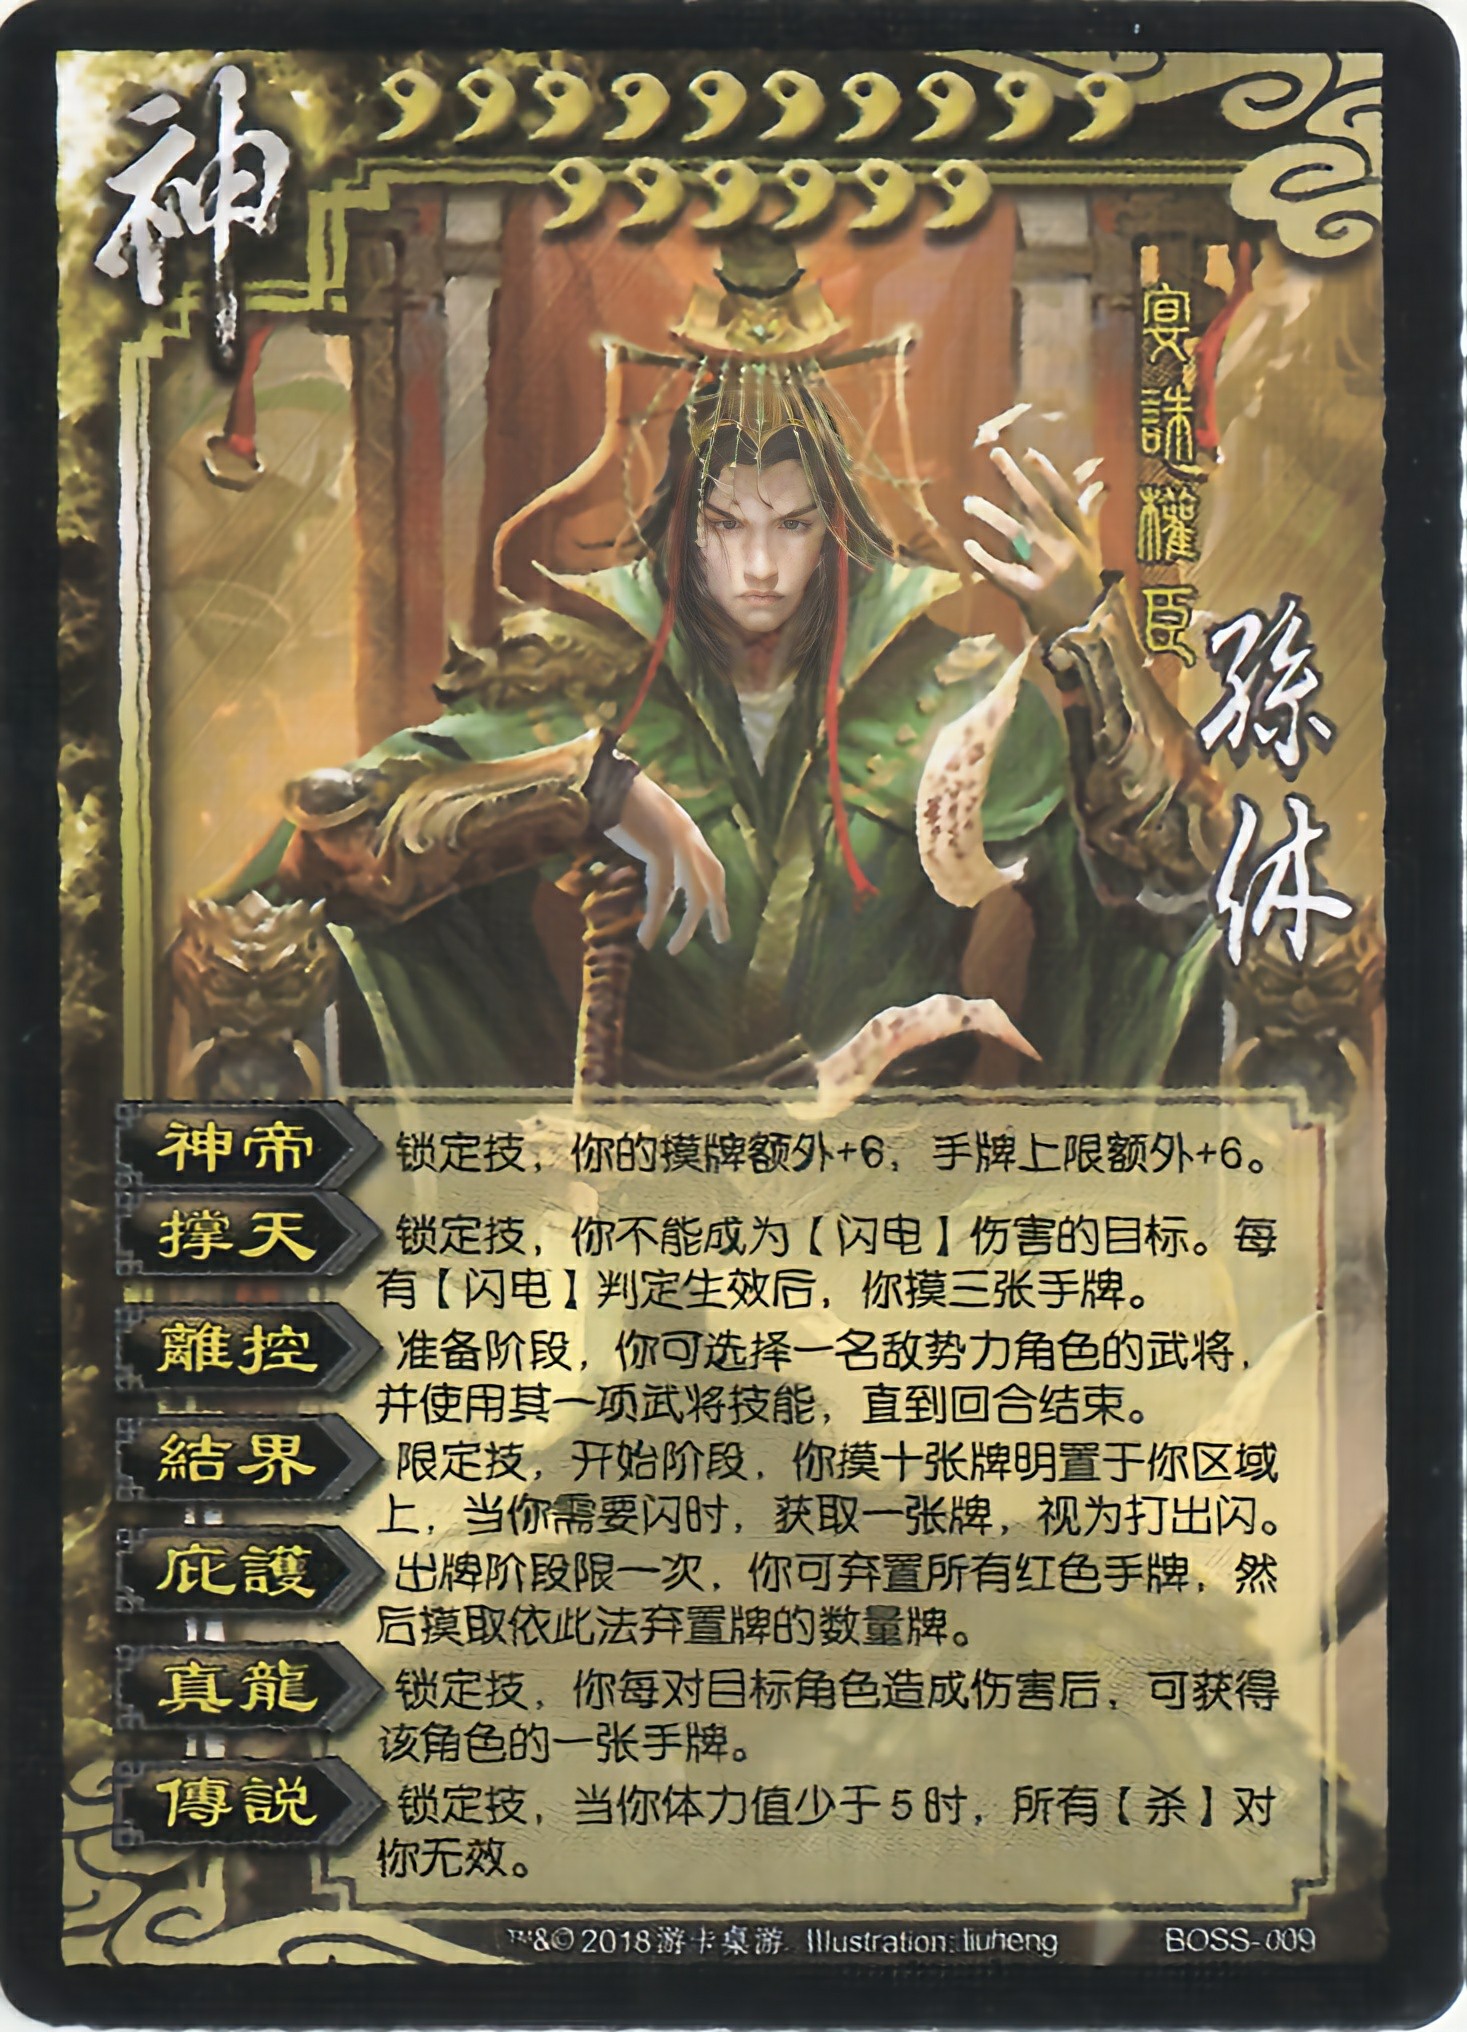 神
宴誅權臣
孫休
神帝
锁定技，你的摸牌额外+6，手牌上限额外+6。
撑天
锁定技，你不能成为【闪电】伤害的目标。每
有【闪电】判定生效后，你摸三张手牌。
離控
准备阶段，你可选择一名敌势力角色的武将，
并使用其一项武将技能，直到回合结束。
結界
限定技，开始阶段，你摸十张牌明置于你区域
上，当你需要闪时，获取一张牌，视为打出闪。
庇護
出牌阶段限一次，你可弃置所有红色手牌，然
后摸取依此法弃置牌的数量牌。
真龍
锁定技，你每对目标角色造成伤害后，可获得
该角色的一张手牌。
傳説
锁定技，当你体力值少于5时，所有【杀】对
你无效。
™&© 2018游卡桌游. Illustration: liuheng
BOSS-009